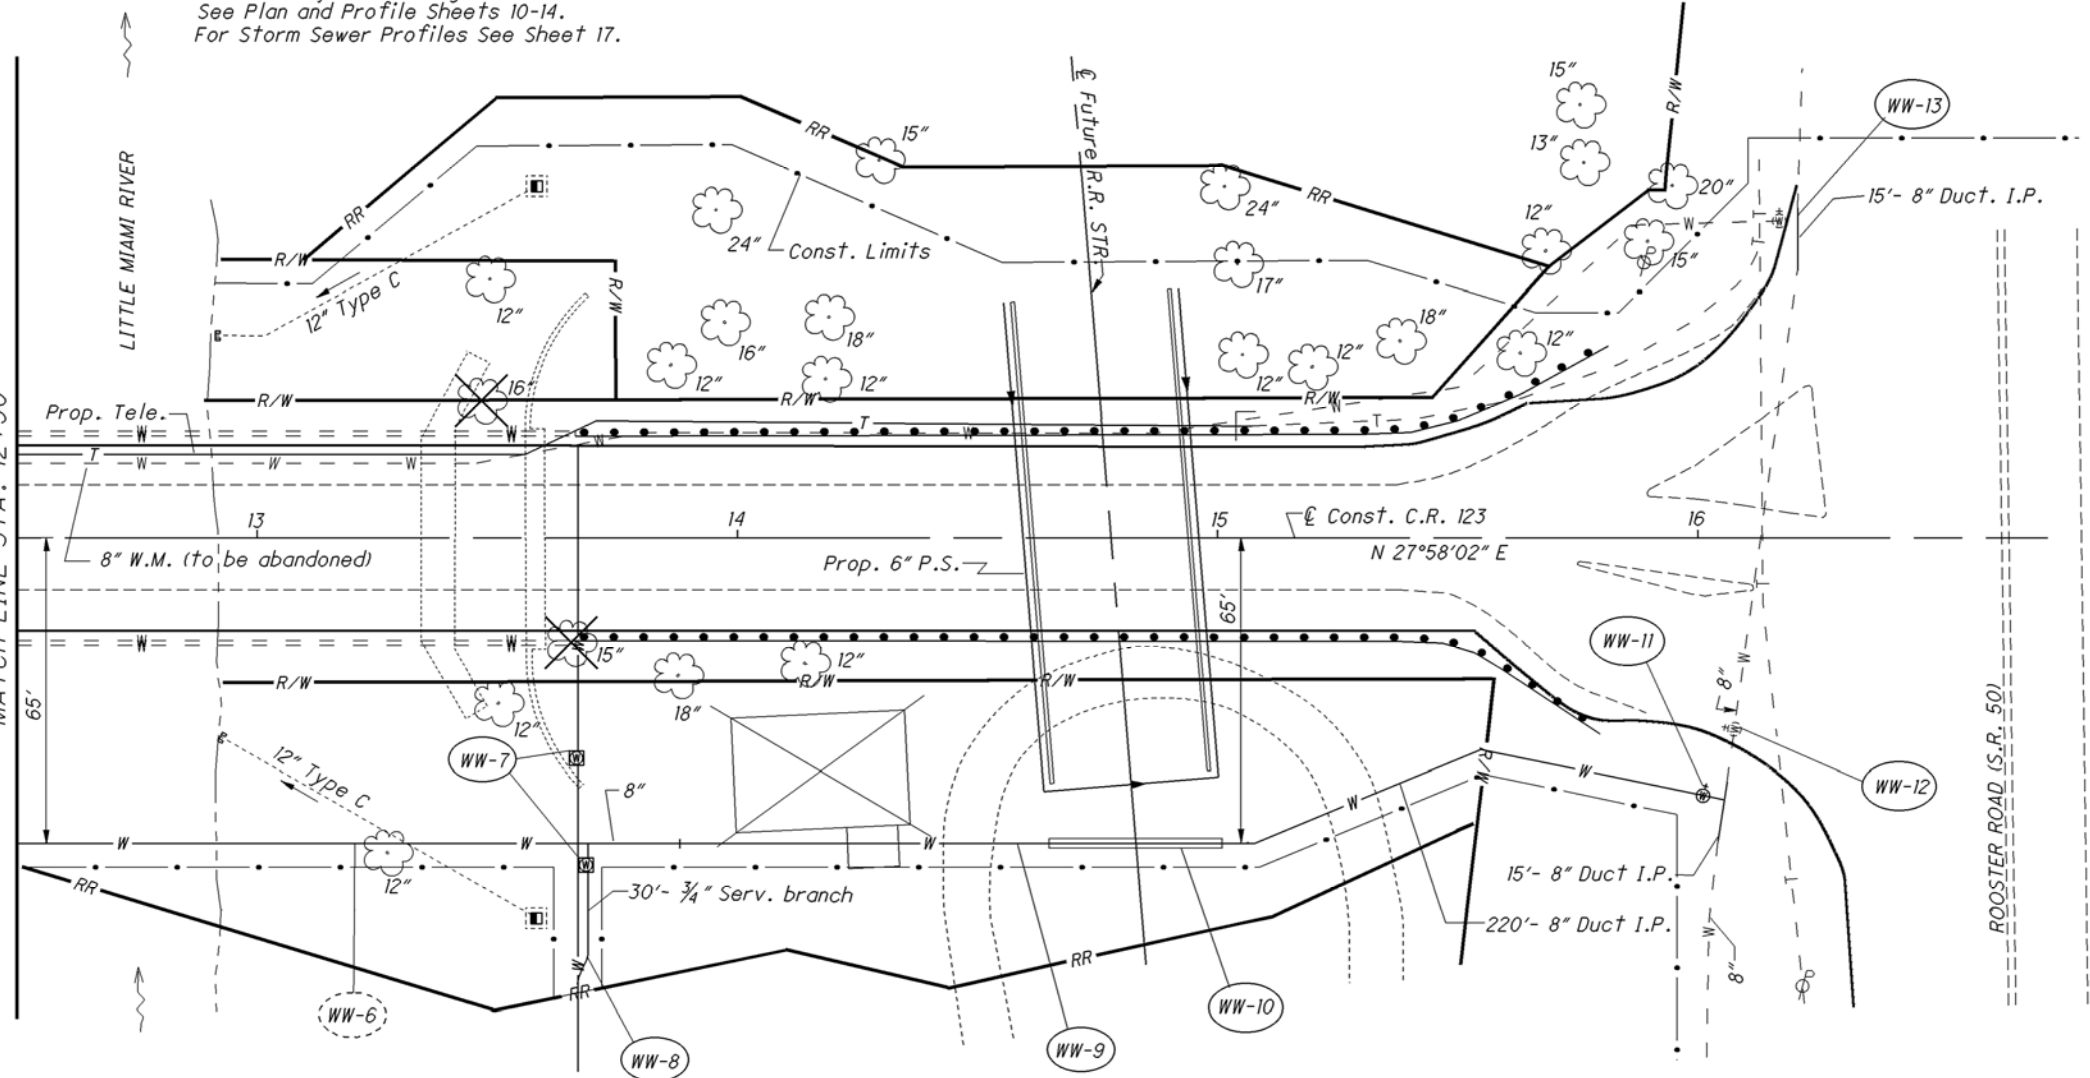 See Plan and Profile Sheets 10-14.
For Storm Sewer Profiles See Sheet 17.
LITTLE MIAMI RIVER
RR
R/W
12" Type C
12"
16"
R/W
RR
15"
24"
Const. Limits
16"
18"
12"
12"
R/W
R/W
R/W
℄ Future R.R. STR.
24"
17"
RR
12"
12"
18"
R/W
15"
13"
12"
20"
15"
12"
R/W
P
WW-13
15'- 8" Duct. I.P.
Prop. Tele.
W
W
T
W
W
W
W
T
W
W
T
W
W
T
T
13
14
15
16
℄ Const. C.R. 123
N 27°58'02" E
8" W.M. (to be abandoned)
Prop. 6" P.S.
65'
65'
W
W
15"
18"
12"
12"
R/W
R/W
R/W
R/W
WW-11
8"
W
T
WW-12
ROOSTER ROAD (S.R. 50)
WW-7
W
12" Type C
8"
W
W
W
W
W
W
12"
RR
30'- ¾" Serv. branch
W
RR
RR
15'- 8" Duct I.P.
220'- 8" Duct I.P.
W
8"
T
P
WW-6
WW-8
WW-9
WW-10